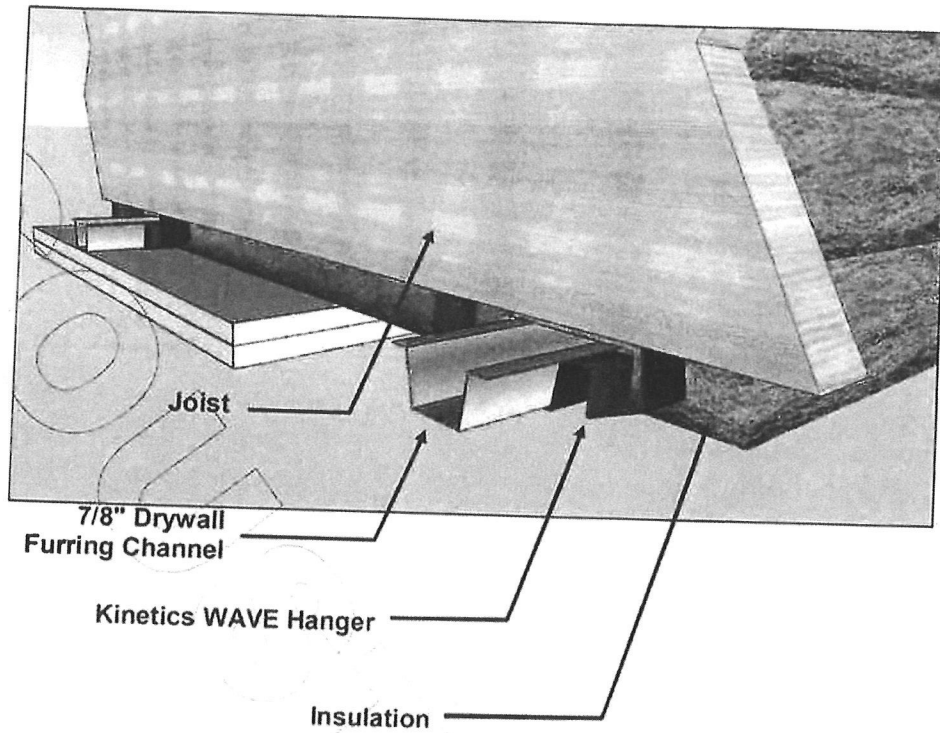 Joist
7/8" Drywall
Furring Channel
Kinetics WAVE Hanger
Insulation